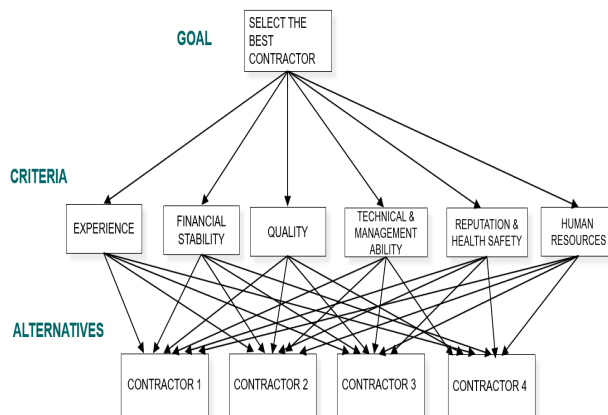 GOAL
SELECT THE
BEST
CONTRACTOR
CRITERIA
EXPERIENCE
FINANCIAL
STABILITY
QUALITY
TECHNICAL &
MANAGEMENT
ABILITY
REPUTATION &
HEALTH SAFETY
HUMAN
RESOURCES
ALTERNATIVES
CONTRACTOR 1
CONTRACTOR 2
CONTRACTOR 3
CONTRACTOR 4